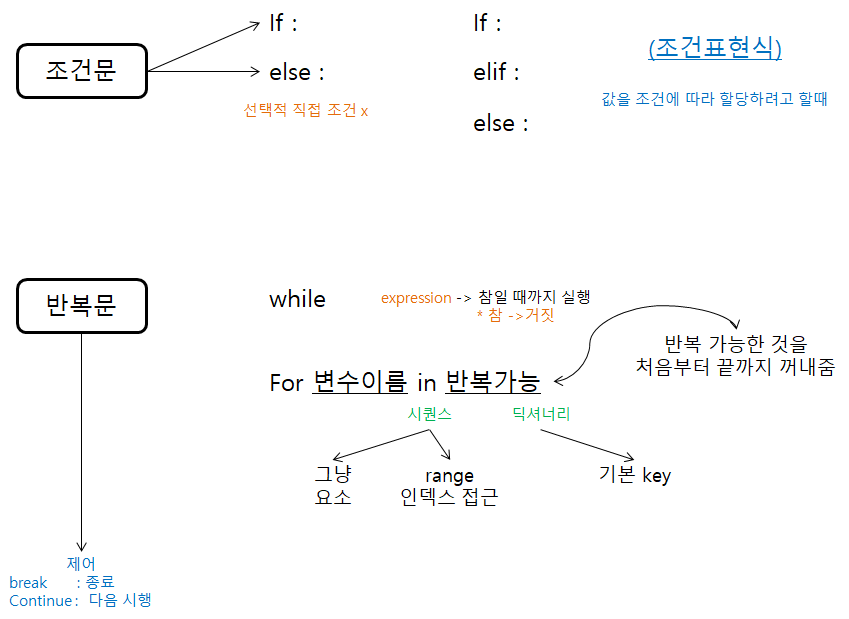 조건문
If :
else :
선택적 직접 조건 x
If :
elif :
else :
(조건표현식)
값을 조건에 따라 할당하려고 할때
반복문
while
expression -> 참일 때까지 실행
* 참 ->거짓
반복 가능한 것을
처음부터 끝까지 꺼내줌
For 변수이름 in 반복가능
시퀀스
딕셔너리
그냥
요소
range
인덱스 접근
기본 key
제어
break : 종료
Continue : 다음 시행